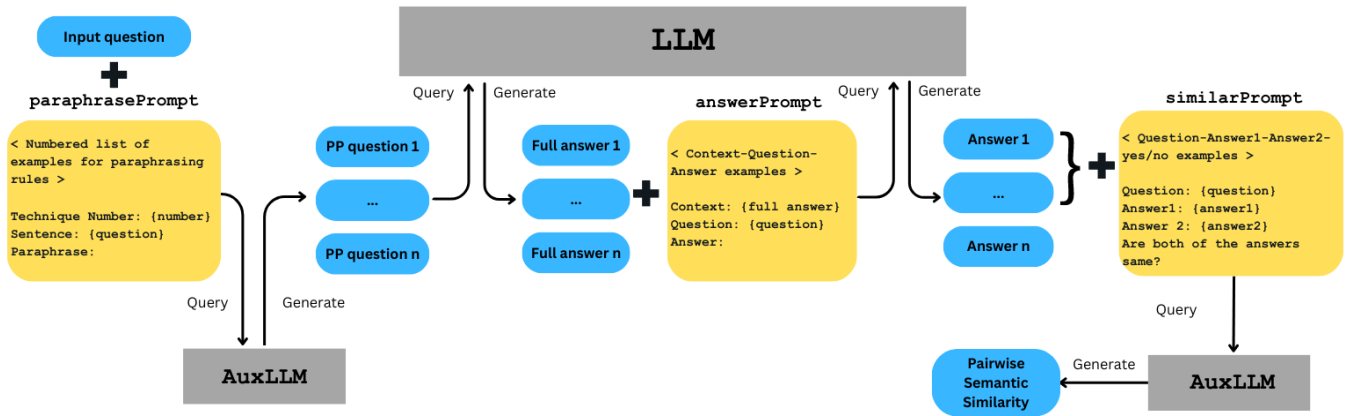 Input question
paraphrasePrompt
< Numbered list of
examples for paraphrasing
rules >
Technique Number: {number}
Sentence: {question}
Paraphrase:
Query
Generate
AuxLLM
PP question 1
...
PP question n
LLM
Query
Generate
Full answer 1
...
Full answer n
answerPrompt
< Context-Question-
Answer examples >
Context: {full answer}
Question: {question}
Answer:
Query
Generate
Answer 1
...
Answer n
}
similarPrompt
< Question-Answer1-Answer2-
yes/no examples >
Question: {question}
Answer1: {answer1}
Answer 2: {answer2}
Are both of the answers
same?
Query
AuxLLM
Generate
Pairwise
Semantic
Similarity